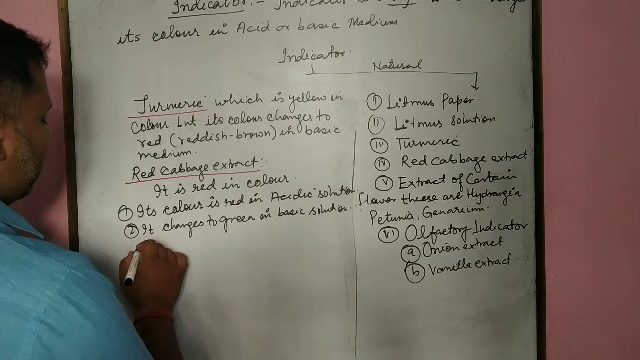 Indicator :- Indicator is
its colour in Acid or basic Medium
Indicator.
Natural
Turmeric which is yellow in
colour but its colour changes to
red (reddish-brown) in basic
medium.
Red Cabbage extract :-
It is red in colour.
① Its colour is red in Acidic solution
② It changes to green in basic solution.
i Litmus Paper
ii Litmus Solution
iv Turmeric
iv Red Cabbage extract
v Extract of Certain
flower these are Hydrangin
Petunia, Genarium.
vi Olfactory Indicator
a Onion extract
b Vanilla extract.